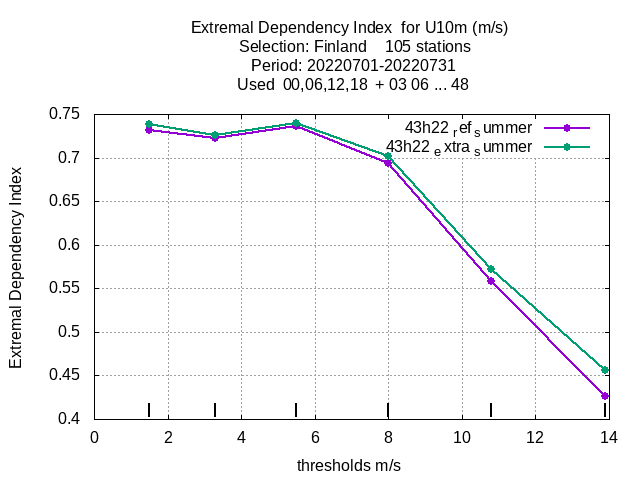 Extremal Dependency Index for U10m (m/s)
Selection: Finland 105 stations
Period: 20220701-20220731
Used 00,06,12,18 + 03 06 ... 48
0.75
0.7
0.65
0.6
0.55
0.5
0.45
0.4
Extremal Dependency Index
43h22 ref summer
43h22 extra summer
0 2 4 6 8 10 12 14
thresholds m/s